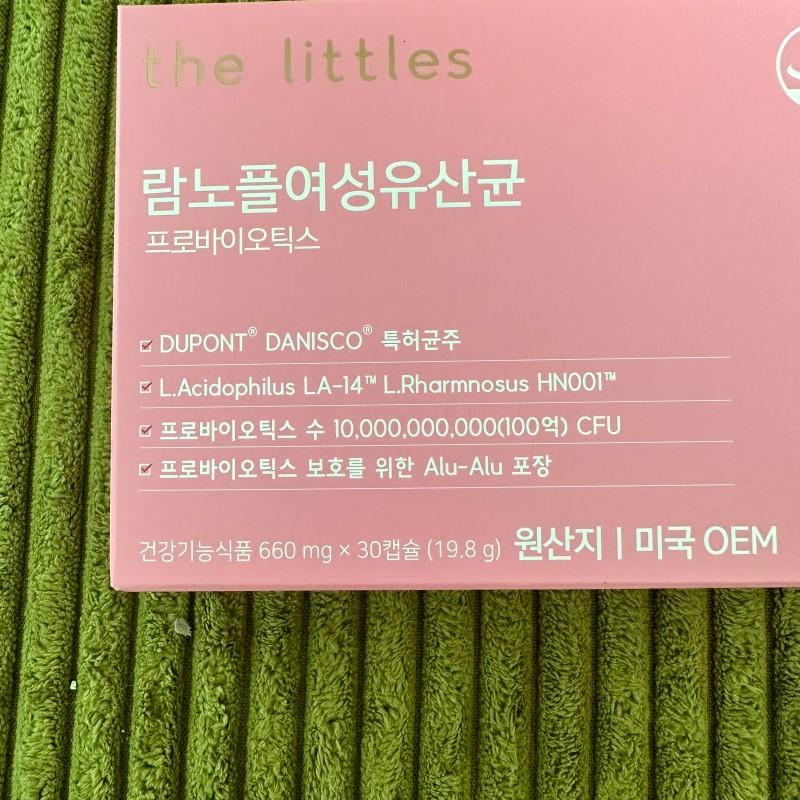 the littles
람노플여성유산균
프로바이오틱스
DUPONT® DANISCO® 특허균주
L.Acidophilus LA-14™ L.Rharmnosus HN001™
프로바이오틱스 수 10,000,000,000(100억) CFU
프로바이오틱스 보호를 위한 Alu-Alu 포장
건강기능식품 660 mg × 30캡슐 (19.8 g) 원산지 | 미국 OEM